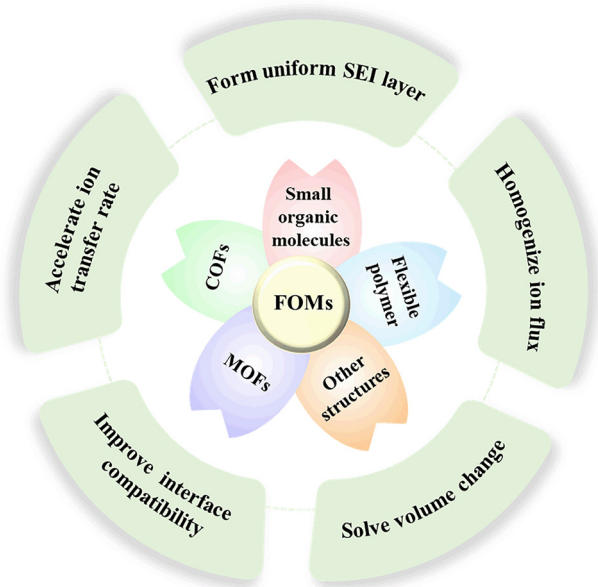 Form uniform SEI layer
Homogenize ion flux
Solve volume change
Improve interface
compatibility
Accelerate ion
transfer rate
Small
organic
molecules
Flexible
polymer
Other
structures
MOFs
COFs
FOMs